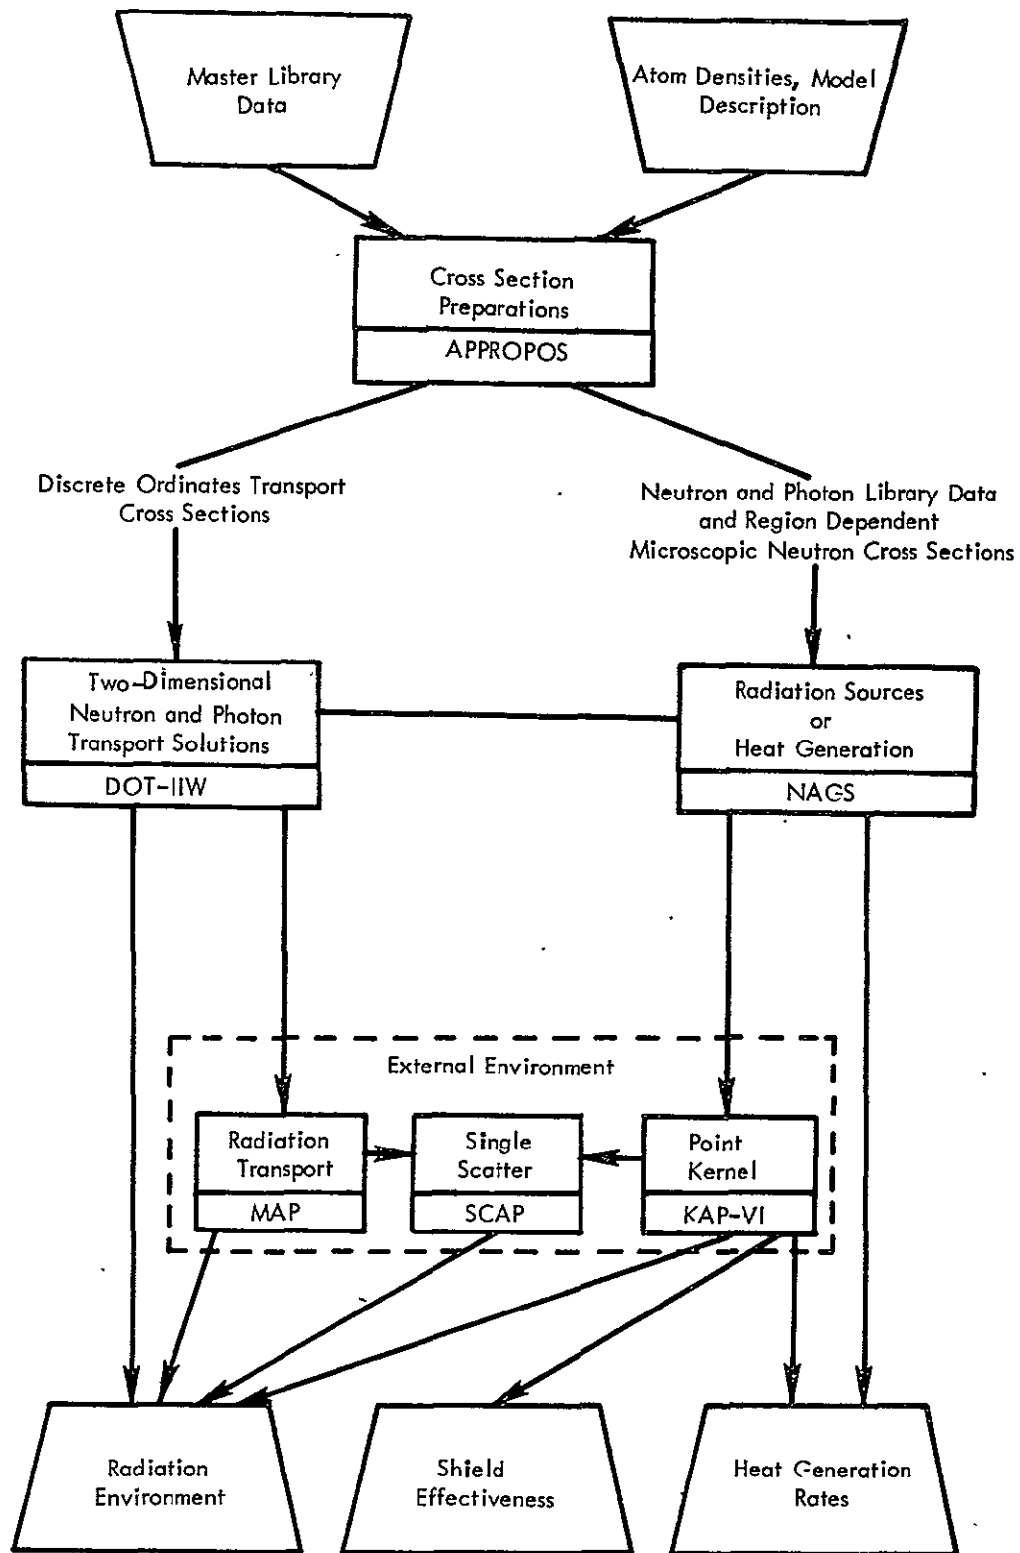 Master Library
Data
Atom Densities, Model
Description
Cross Section
Preparations
APPROPOS
Discrete Ordinates Transport
Cross Sections
Neutron and Photon Library Data
and Region Dependent
Microscopic Neutron Cross Sections
Two-Dimensional
Neutron and Photon
Transport Solutions
DOT-IIW
Radiation Sources
or
Heat Generation
NAGS
External Environment
Radiation
Transport
MAP
Single
Scatter
SCAP
Point
Kernel
KAP-VI
Radiation
Environment
Shield
Effectiveness
Heat Generation
Rates